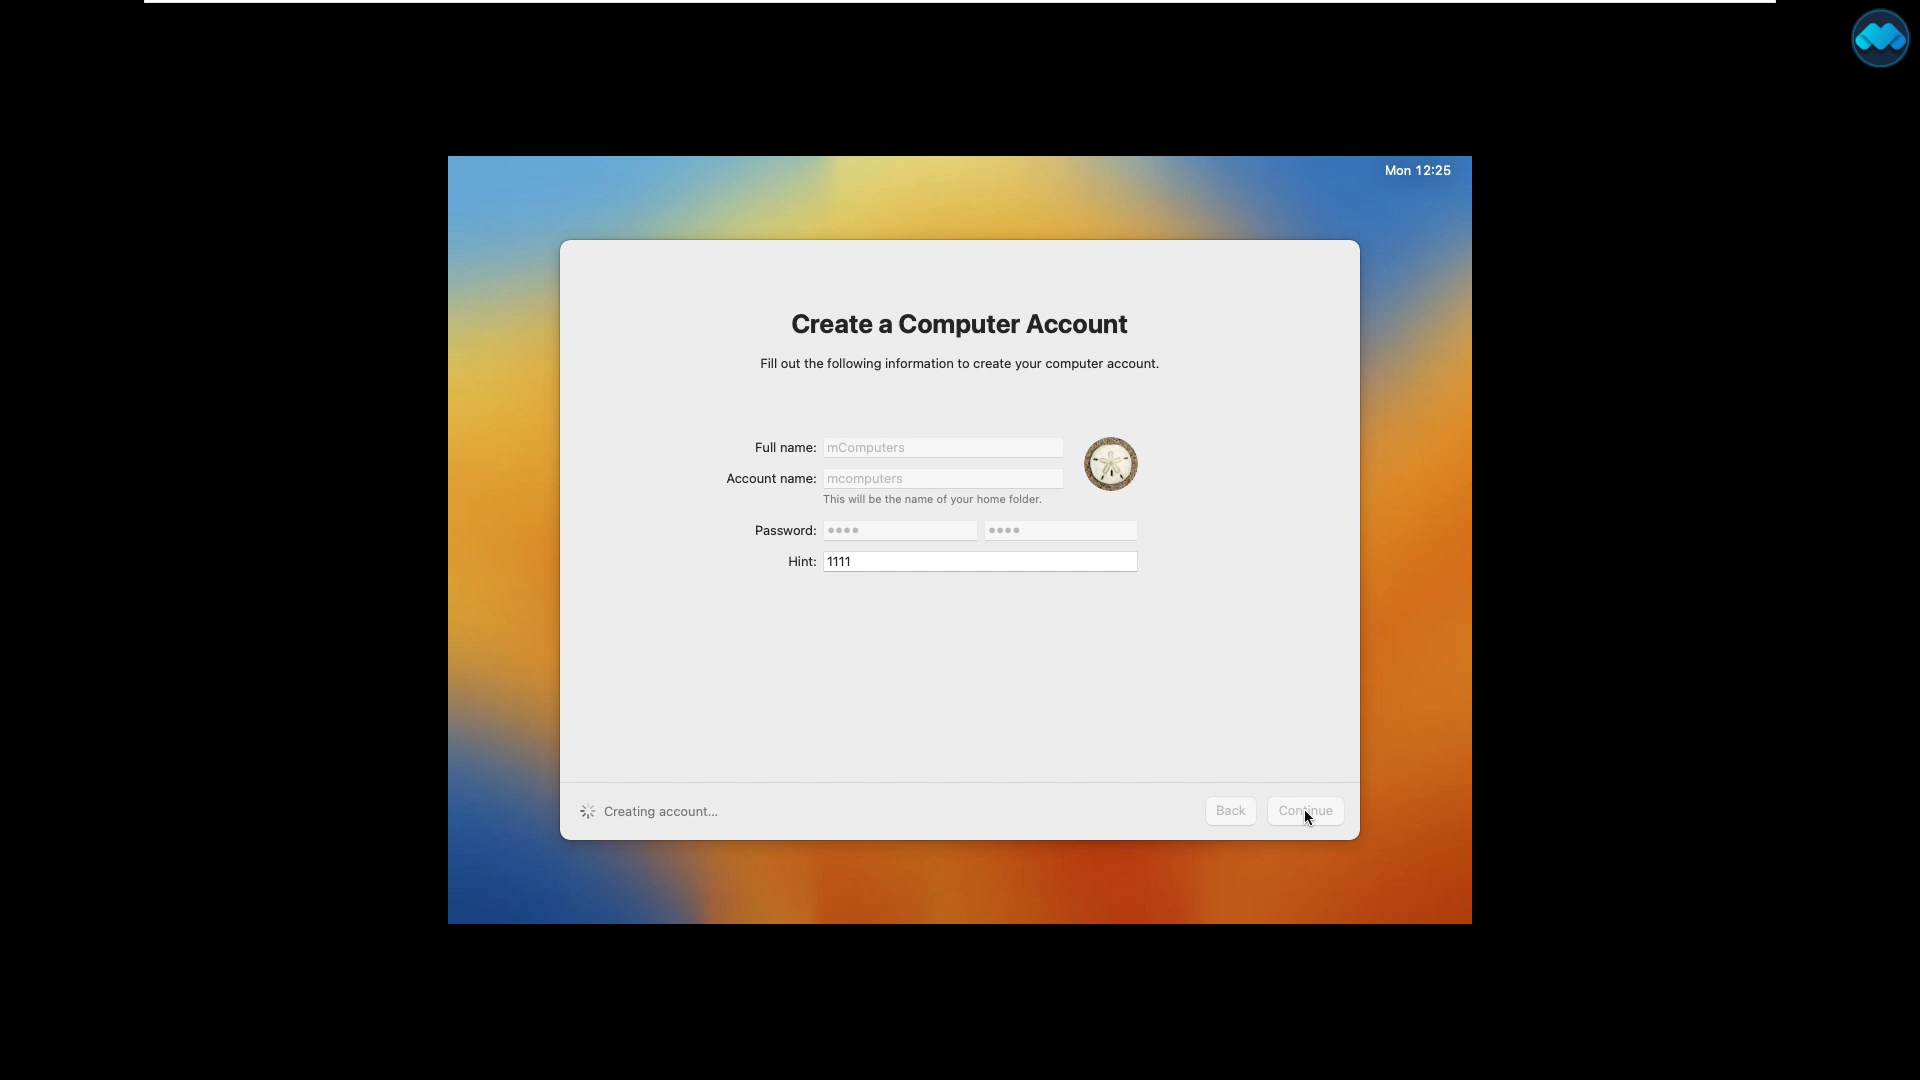 Mon 12:25
Create a Computer Account
Fill out the following information to create your computer account.
Full name: mComputers
Account name: mcomputers
This will be the name of your home folder.
Password: •••• ••••
Hint: 1111
Creating account...
Back Continue